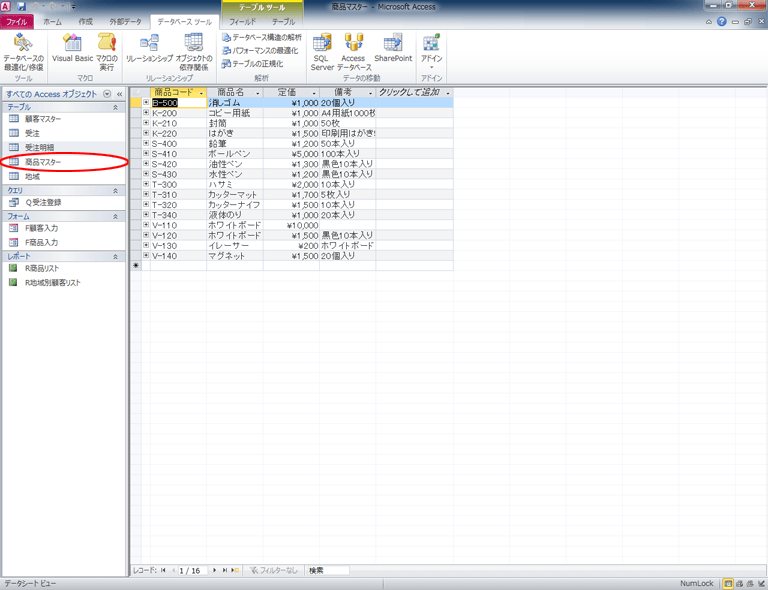 テーブル ツール
商品マスター - Microsoft Access
ファイル ホーム 作成 外部データ データベース ツール フィールド テーブル
データベースの
最適化/修復
ツール
Visual Basic
マクロの
実行
マクロ
リレーションシップ
オブジェクトの
依存関係
リレーションシップ
データベース構造の解析
パフォーマンスの最適化
テーブルの正規化
解析
SQL
Server
Access
データベース
SharePoint
データの移動
アドイン
アドイン
すべての Access オブジェクト
テーブル
顧客マスター
受注
受注明細
商品マスター
地域
クエリ
Q受注登録
フォーム
F顧客入力
F商品入力
レポート
R商品リスト
R地域別顧客リスト
商品コード 商品名 定価 備考 クリックして追加
B-500 消しゴム ¥1,000 20個入り
K-200 コピー用紙 ¥1,000 A4用紙1000枚
K-210 封筒 ¥1,000 50枚
K-220 はがき ¥1,500 印刷用はがき
S-400 鉛筆 ¥1,200 50本入り
S-410 ボールペン ¥5,000 100本入り
S-420 油性ペン ¥1,300 黒色10本入り
S-430 水性ペン ¥1,200 黒色10本入り
T-300 ハサミ ¥2,000 10本入り
T-310 カッターマット ¥1,700 5枚入り
T-320 カッターナイフ ¥1,500 10本入り
T-340 液体のり ¥1,000 20本入り
V-110 ホワイトボード ¥10,000
V-120 ホワイトボード ¥1,500 黒色10本入り
V-130 イレーサー ¥200 ホワイトボード
V-140 マグネット ¥1,500 20個入り
レコード: 1 / 16 フィルターなし 検索
データシート ビュー
NumLock